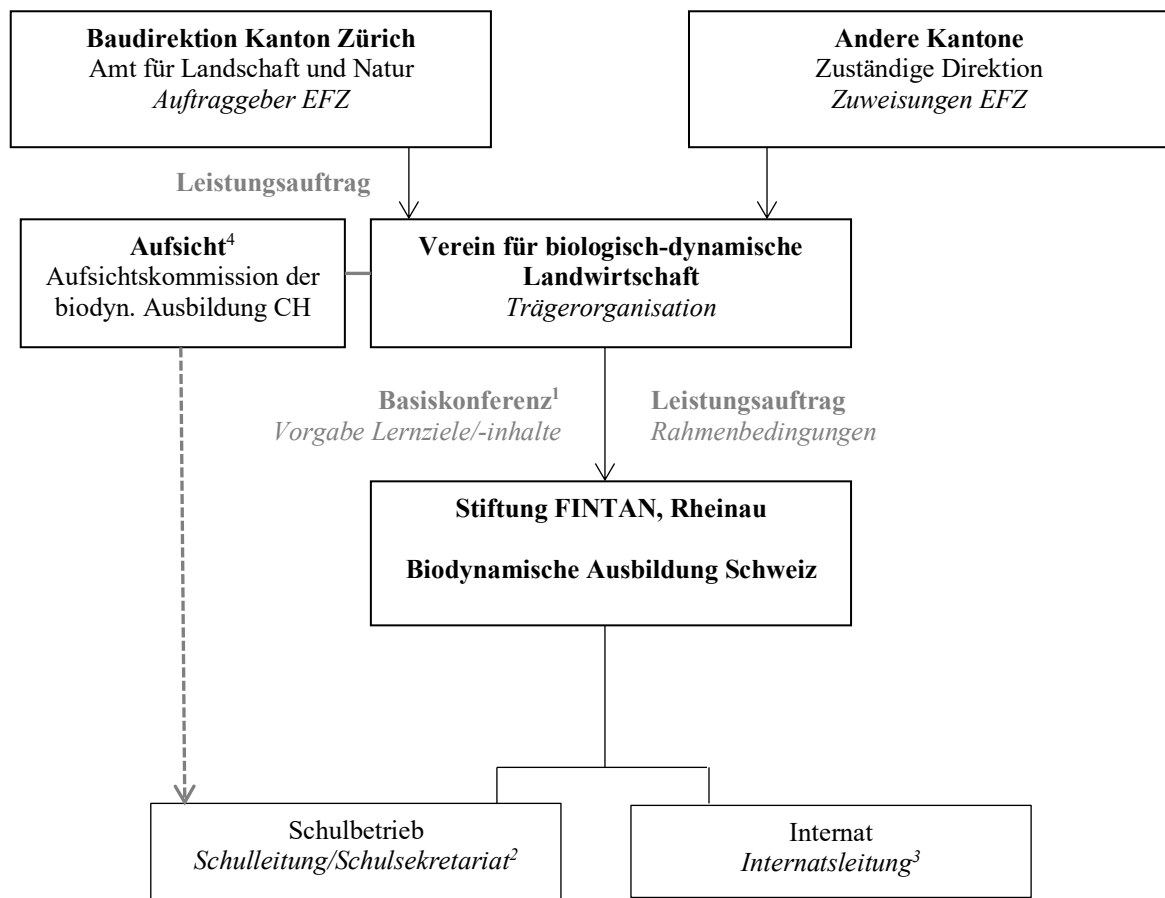 Baudirektion Kanton Zürich
Amt für Landschaft und Natur
Auftraggeber EFZ
Andere Kantone
Zuständige Direktion
Zuweisungen EFZ
Leistungsauftrag
Aufsicht⁴
Aufsichtskommission der
biodyn. Ausbildung CH
Verein für biologisch-dynamische
Landwirtschaft
Trägerorganisation
Basiskonferenz¹
Vorgabe Lernziele/-inhalte
Leistungsauftrag
Rahmenbedingungen
Stiftung FINTAN, Rheinau
Biodynamische Ausbildung Schweiz
Schulbetrieb
Schulleitung/Schulsekretariat²
Internat
Internatsleitung³